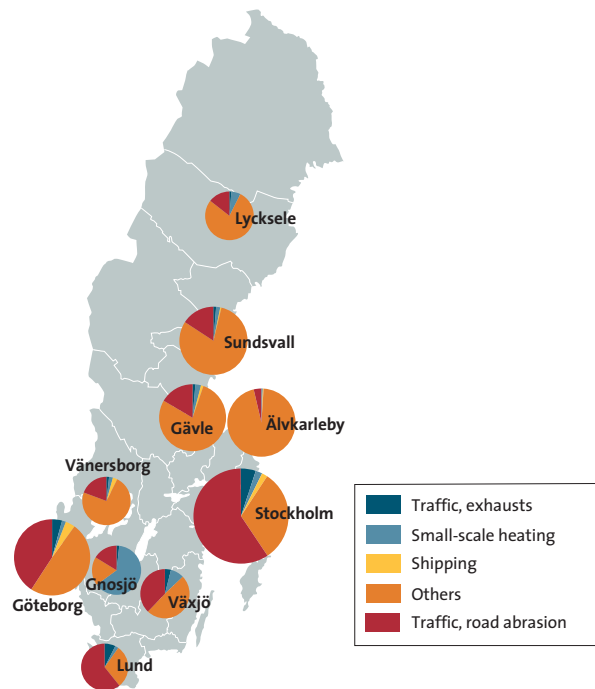 Lycksele
Sundsvall
Gävle
Älvkarleby
Vänersborg
Stockholm
Gnosjö
Göteborg
Växjö
Lund
Traffic, exhausts
Small-scale heating
Shipping
Others
Traffic, road abrasion